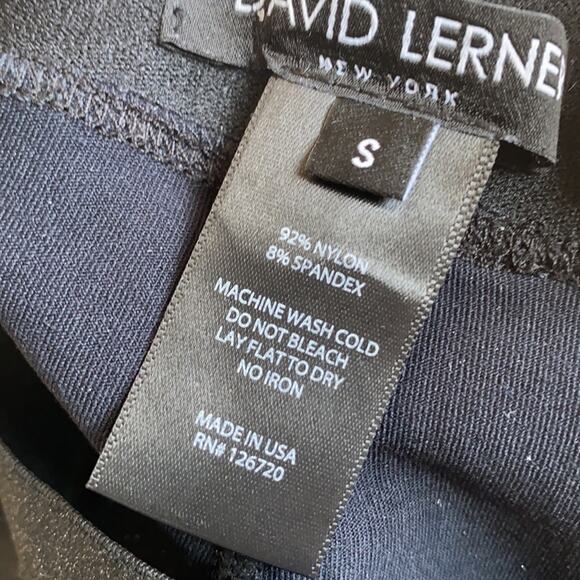 DAVID LERNE
NEW YORK
S
92% NYLON
8% SPANDEX
MACHINE WASH COLD
DO NOT BLEACH
LAY FLAT TO DRY
NO IRON
MADE IN USA
RN# 126720